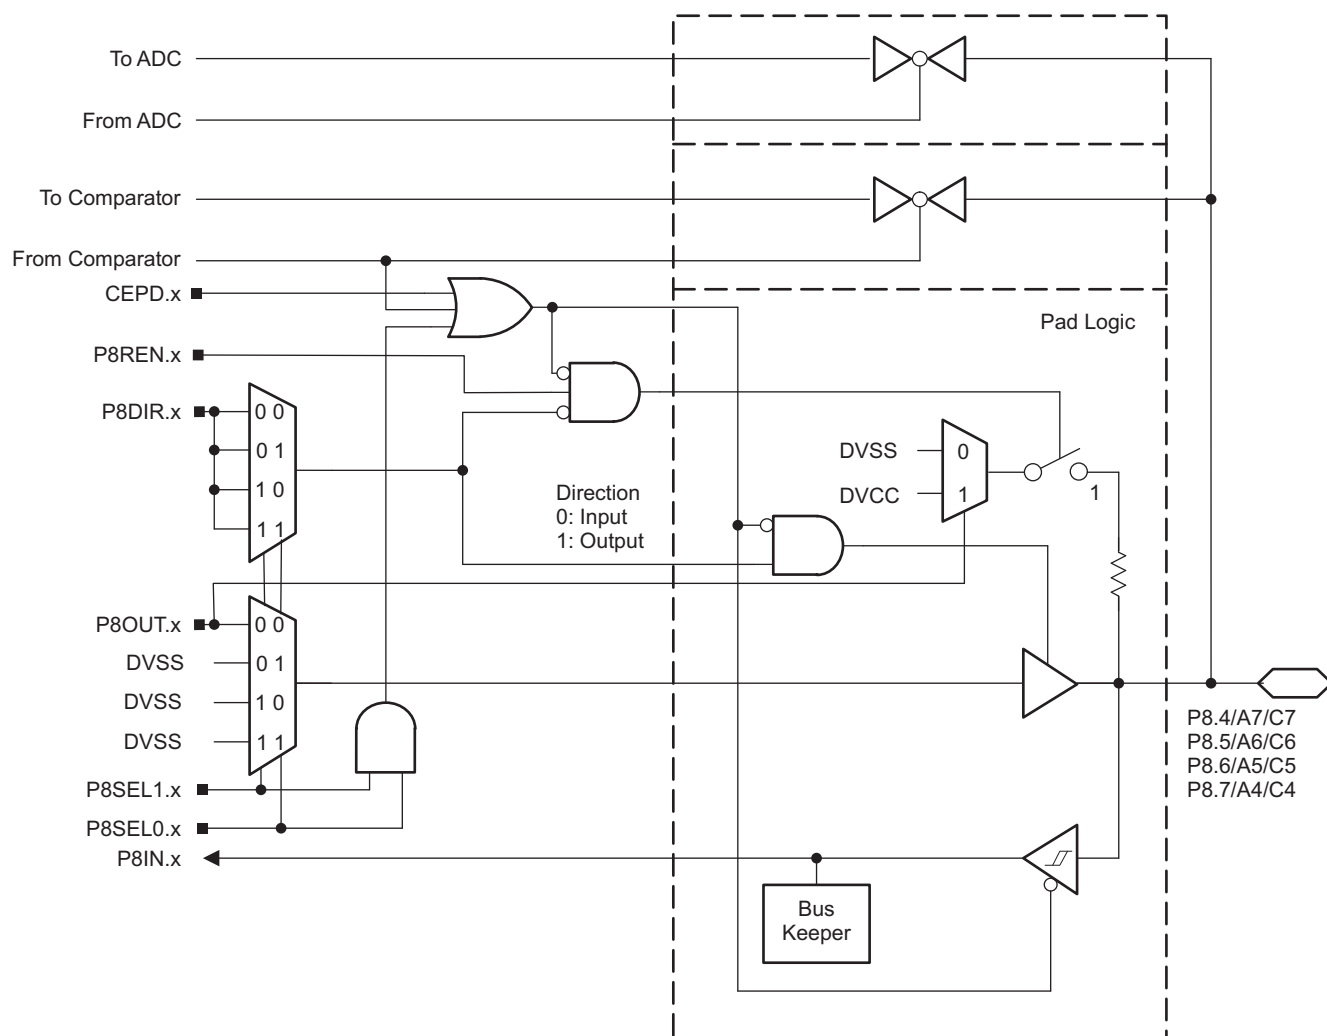 To ADC
From ADC
To Comparator
From Comparator
CEPD.x
Pad Logic
P8REN.x
P8DIR.x
0 0
0 1
1 0
1 1
DVSS
0
DVCC
1
1
Direction
0: Input
1: Output
P8OUT.x
0 0
DVSS
0 1
DVSS
1 0
DVSS
1 1
P8SEL1.x
P8SEL0.x
P8IN.x
P8.4/A7/C7
P8.5/A6/C6
P8.6/A5/C5
P8.7/A4/C4
Bus
Keeper